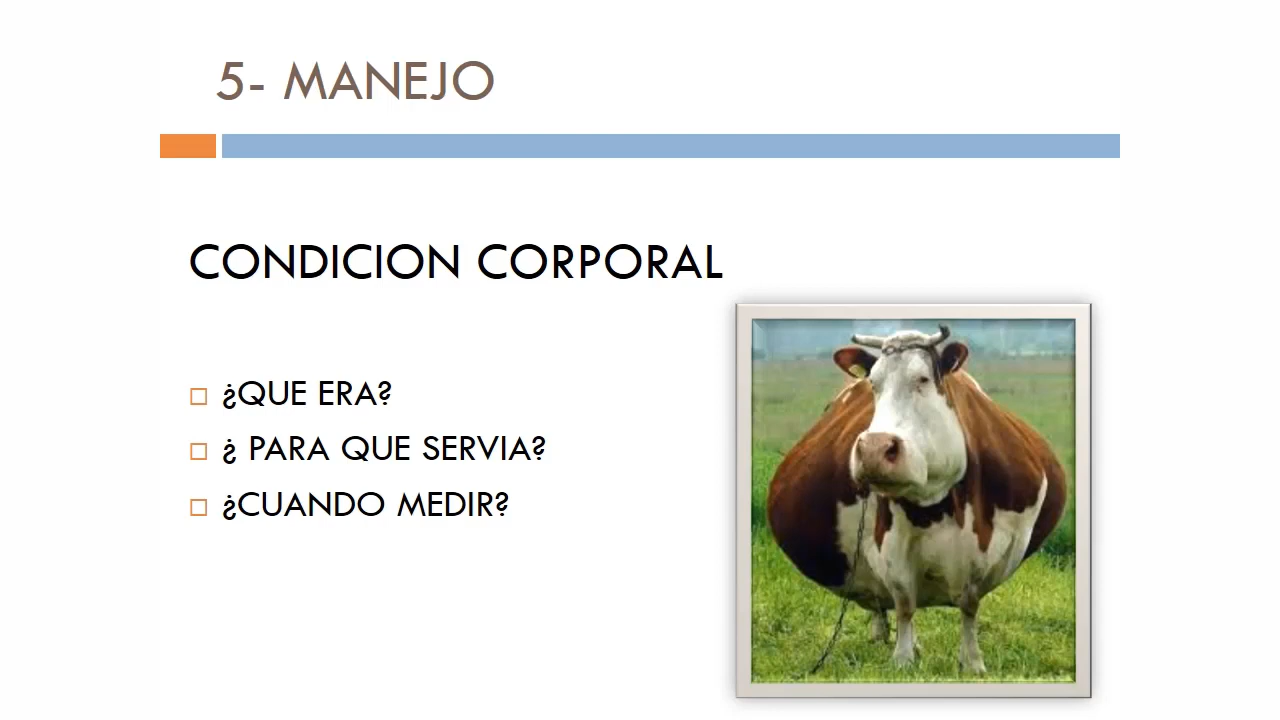 5- MANEJO
CONDICION CORPORAL
¿QUE ERA?
¿ PARA QUE SERVIA?
¿CUANDO MEDIR?